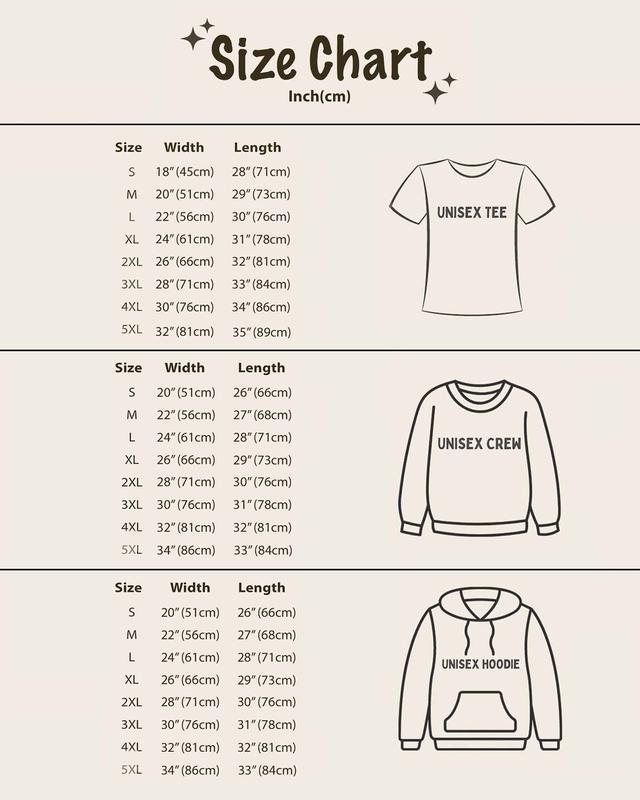 Size Chart
Inch(cm)
Size Width Length
S 18"(45cm) 28"(71cm)
M 20"(51cm) 29"(73cm)
L 22"(56cm) 30"(76cm)
XL 24"(61cm) 31"(78cm)
2XL 26"(66cm) 32"(81cm)
3XL 28"(71cm) 33"(84cm)
4XL 30"(76cm) 34"(86cm)
5XL 32"(81cm) 35"(89cm)
UNISEX TEE
Size Width Length
S 20"(51cm) 26"(66cm)
M 22"(56cm) 27"(68cm)
L 24"(61cm) 28"(71cm)
XL 26"(66cm) 29"(73cm)
2XL 28"(71cm) 30"(76cm)
3XL 30"(76cm) 31"(78cm)
4XL 32"(81cm) 32"(81cm)
5XL 34"(86cm) 33"(84cm)
UNISEX CREW
Size Width Length
S 20"(51cm) 26"(66cm)
M 22"(56cm) 27"(68cm)
L 24"(61cm) 28"(71cm)
XL 26"(66cm) 29"(73cm)
2XL 28"(71cm) 30"(76cm)
3XL 30"(76cm) 31"(78cm)
4XL 32"(81cm) 32"(81cm)
5XL 34"(86cm) 33"(84cm)
UNISEX HOODIE